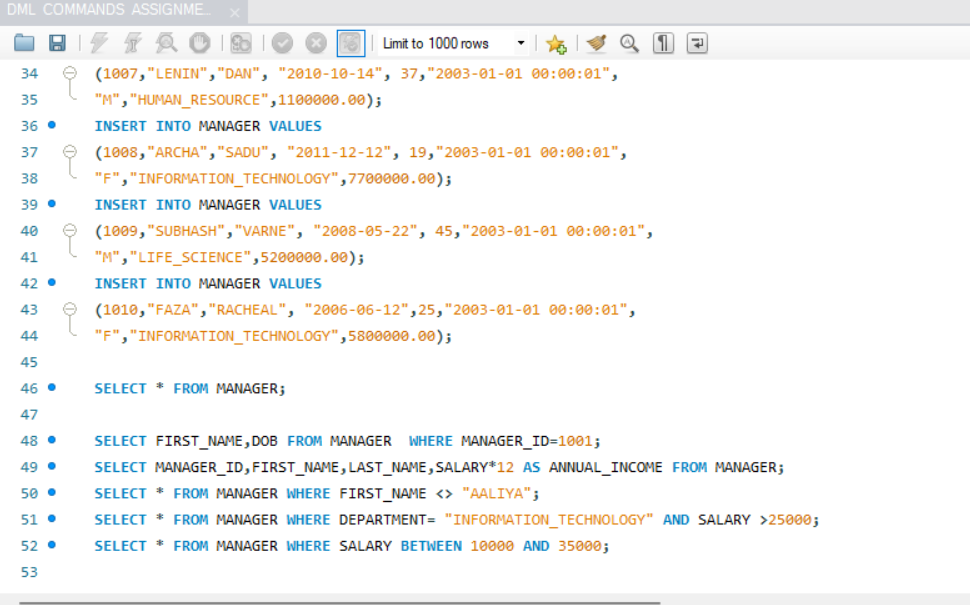 DML COMMANDS ASSIGNME...
Limit to 1000 rows
34 (1007,"LENIN","DAN", "2010-10-14", 37,"2003-01-01 00:00:01",
35 "M","HUMAN_RESOURCE",1100000.00);
36 INSERT INTO MANAGER VALUES
37 (1008,"ARCHA","SADU", "2011-12-12", 19,"2003-01-01 00:00:01",
38 "F","INFORMATION_TECHNOLOGY",7700000.00);
39 INSERT INTO MANAGER VALUES
40 (1009,"SUBHASH","VARNE", "2008-05-22", 45,"2003-01-01 00:00:01",
41 "M","LIFE_SCIENCE",5200000.00);
42 INSERT INTO MANAGER VALUES
43 (1010,"FAZA","RACHEAL", "2006-06-12",25,"2003-01-01 00:00:01",
44 "F","INFORMATION_TECHNOLOGY",5800000.00);
45
46 SELECT * FROM MANAGER;
47
48 SELECT FIRST_NAME,DOB FROM MANAGER  WHERE MANAGER_ID=1001;
49 SELECT MANAGER_ID,FIRST_NAME,LAST_NAME,SALARY*12 AS ANNUAL_INCOME FROM MANAGER;
50 SELECT * FROM MANAGER WHERE FIRST_NAME <> "AALIYA";
51 SELECT * FROM MANAGER WHERE DEPARTMENT= "INFORMATION_TECHNOLOGY" AND SALARY >25000;
52 SELECT * FROM MANAGER WHERE SALARY BETWEEN 10000 AND 35000;
53